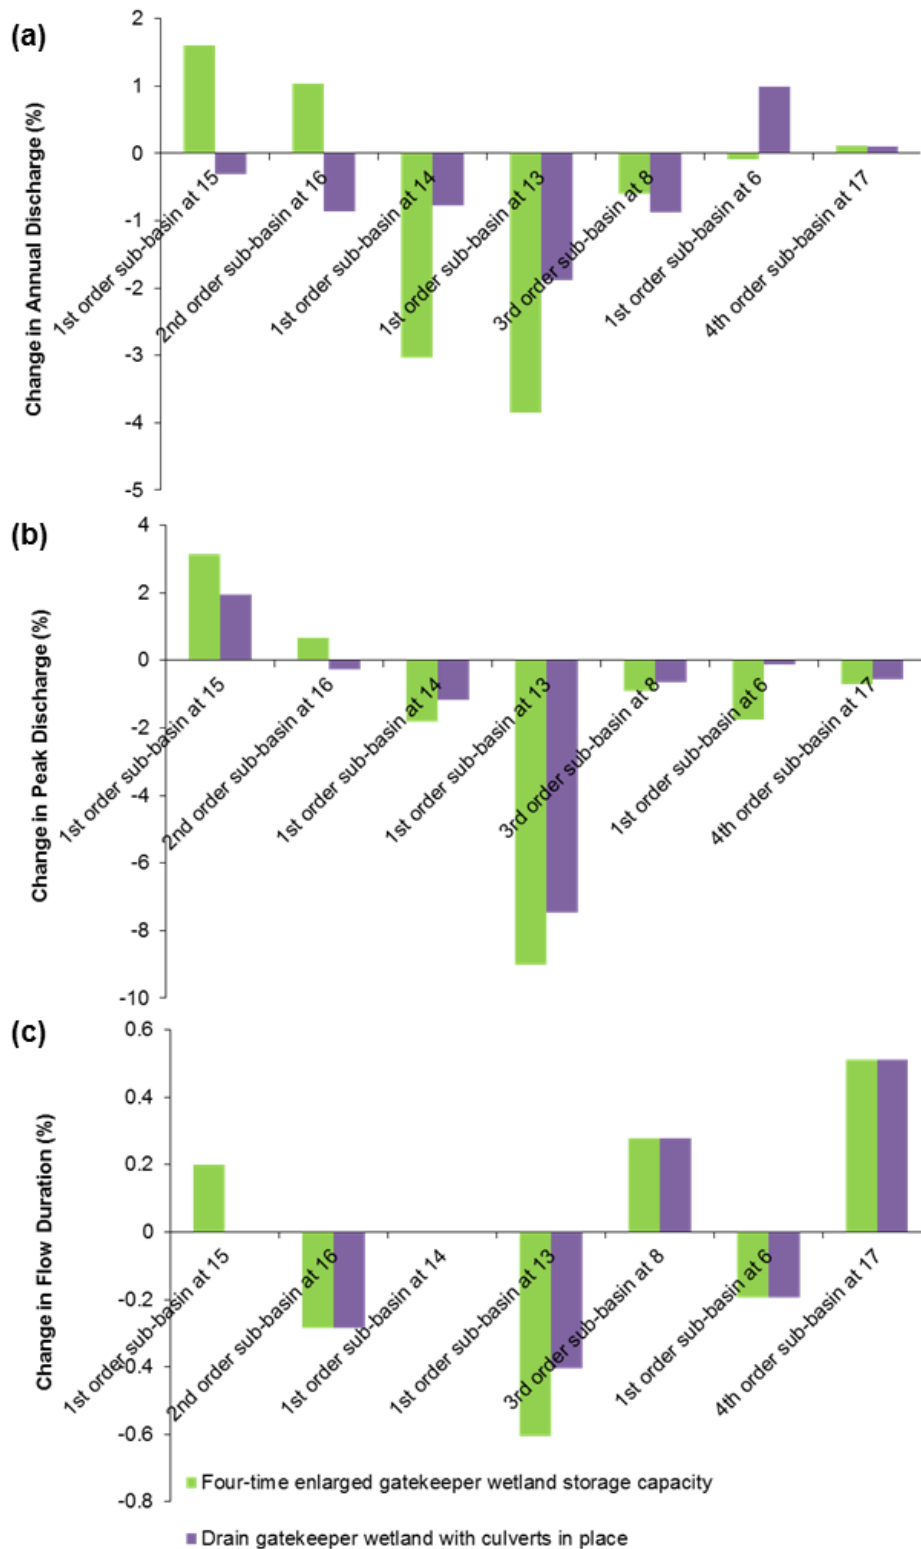 (a)
Change in Annual Discharge (%)
2
1
0
-1
-2
-3
-4
-5
1st order sub-basin at 15
2nd order sub-basin at 16
1st order sub-basin at 14
1st order sub-basin at 13
3rd order sub-basin at 8
1st order sub-basin at 6
4th order sub-basin at 17
(b)
Change in Peak Discharge (%)
4
2
0
-2
-4
-6
-8
-10
1st order sub-basin at 15
2nd order sub-basin at 16
1st order sub-basin at 14
1st order sub-basin at 13
3rd order sub-basin at 8
1st order sub-basin at 6
4th order sub-basin at 17
(c)
Change in Flow Duration (%)
0.6
0.4
0.2
0
-0.2
-0.4
-0.6
-0.8
1st order sub-basin at 15
2nd order sub-basin at 16
1st order sub-basin at 14
1st order sub-basin at 13
3rd order sub-basin at 8
1st order sub-basin at 6
4th order sub-basin at 17
Four-time enlarged gatekeeper wetland storage capacity
Drain gatekeeper wetland with culverts in place